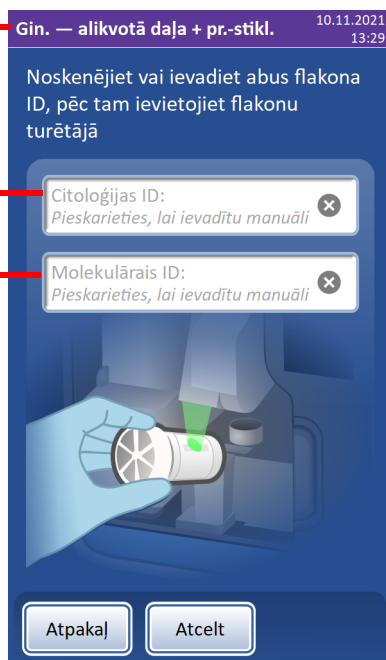 Gin. — alikvotā daļa + pr.-stikl.
10.11.2021
13:29
Noskenējiet vai ievadiet abus flakona
ID, pēc tam ievietojiet flakonu
turētājā
Citoloģijas ID:
Pieskarieties, lai ievadītu manuāli
Molekulārais ID:
Pieskarieties, lai ievadītu manuāli
Atpakaļ
Atcelt